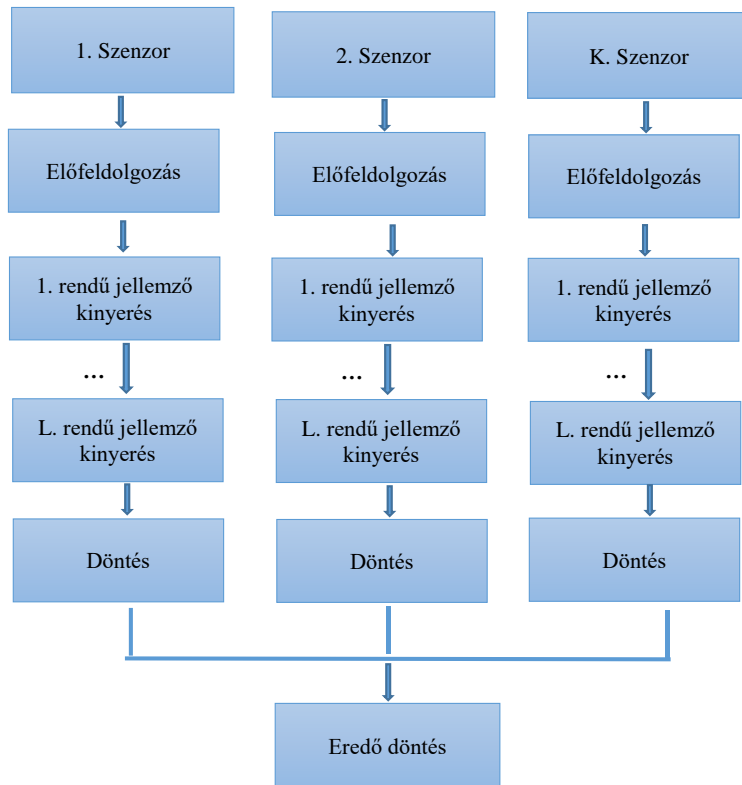 1. Szenzor
2. Szenzor
K. Szenzor
Előfeldolgozás
Előfeldolgozás
Előfeldolgozás
1. rendű jellemző
kinyerés
1. rendű jellemző
kinyerés
1. rendű jellemző
kinyerés
...
...
...
L. rendű jellemző
kinyerés
L. rendű jellemző
kinyerés
L. rendű jellemző
kinyerés
Döntés
Döntés
Döntés
Eredő döntés